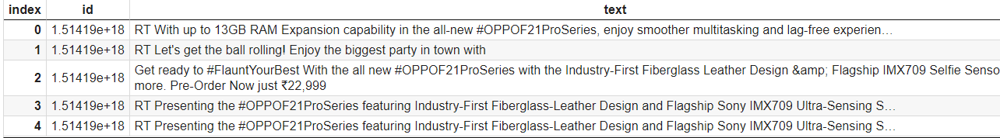 index id text
0 1.51419e+18 RT With up to 13GB RAM Expansion capability in the all-new #OPPOF21ProSeries, enjoy smoother multitasking and lag-free experien…
1 1.51419e+18 RT Let's get the ball rolling! Enjoy the biggest party in town with
2 1.51419e+18 Get ready to #FlauntYourBest With the all new #OPPOF21ProSeries with the Industry-First Fiberglass Leather Design &amp; Flagship IMX709 Selfie Senso
more. Pre-Order Now just ₹22,999
3 1.51419e+18 RT Presenting the #OPPOF21ProSeries featuring Industry-First Fiberglass-Leather Design and Flagship Sony IMX709 Ultra-Sensing S…
4 1.51419e+18 RT Presenting the #OPPOF21ProSeries featuring Industry-First Fiberglass-Leather Design and Flagship Sony IMX709 Ultra-Sensing S…